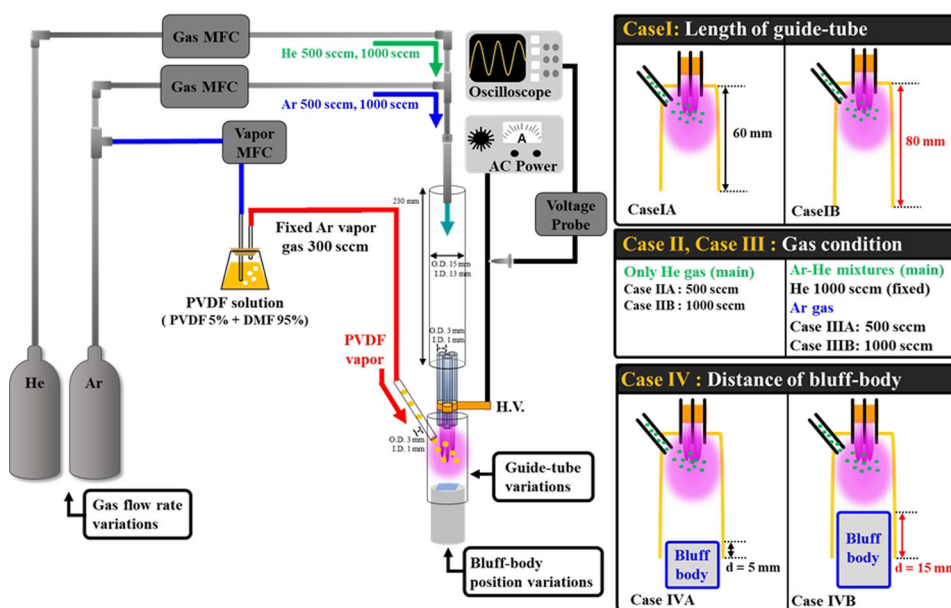 Gas MFC
He 500 sccm, 1000 sccm
Gas MFC
Ar 500 sccm, 1000 sccm
Oscilloscope
A
AC Power
Vapor
MFC
Voltage
Probe
230 mm
Fixed Ar vapor
gas 300 sccm
O.D. 15 mm
I.D. 13 mm
PVDF solution
( PVDF 5% + DMF 95%)
PVDF
vapor
O.D. 3 mm
I.D. 1 mm
He
Ar
H.V.
O.D. 3 mm
I.D. 1 mm
Guide-tube
variations
Gas flow rate
variations
Bluff-body
position variations
CaseI: Length of guide-tube
60 mm
80 mm
CaseIA
CaseIB
Case II, Case III : Gas condition
Only He gas (main)
Case IIA : 500 sccm
Case IIB : 1000 sccm
Ar-He mixtures (main)
He 1000 sccm (fixed)
Ar gas
Case IIIA: 500 sccm
Case IIIB: 1000 sccm
Case IV : Distance of bluff-body
Bluff
body
d = 5 mm
Bluff
body
d = 15 mm
Case IVA
Case IVB